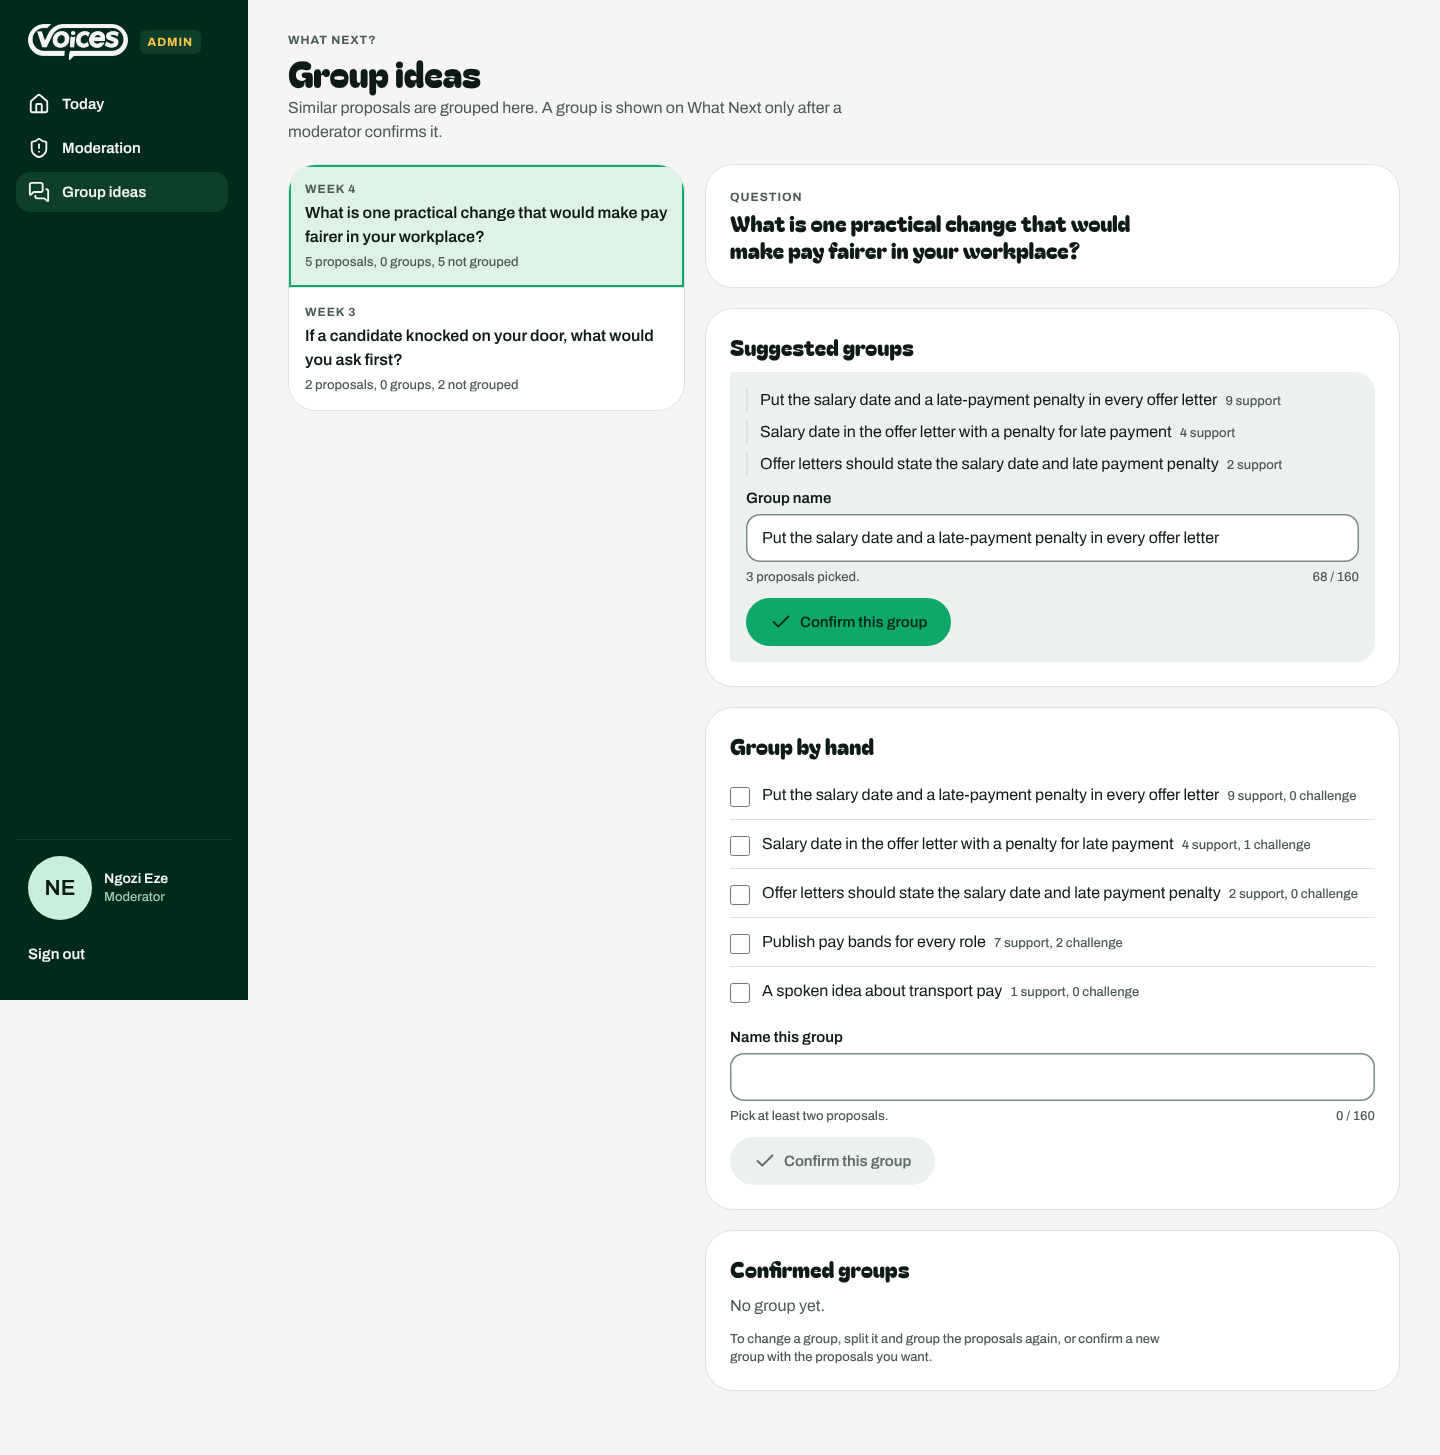 Voices
ADMIN
Today
Moderation
Group ideas
NE
Ngozi Eze
Moderator
Sign out
WHAT NEXT?
Group ideas
Similar proposals are grouped here. A group is shown on What Next only after a
moderator confirms it.
WEEK 4
What is one practical change that would make pay
fairer in your workplace?
5 proposals, 0 groups, 5 not grouped
WEEK 3
If a candidate knocked on your door, what would
you ask first?
2 proposals, 0 groups, 2 not grouped
QUESTION
What is one practical change that would
make pay fairer in your workplace?
Suggested groups
Put the salary date and a late-payment penalty in every offer letter 9 support
Salary date in the offer letter with a penalty for late payment 4 support
Offer letters should state the salary date and late payment penalty 2 support
Group name
Put the salary date and a late-payment penalty in every offer letter
3 proposals picked. 68 / 160
Confirm this group
Group by hand
Put the salary date and a late-payment penalty in every offer letter 9 support, 0 challenge
Salary date in the offer letter with a penalty for late payment 4 support, 1 challenge
Offer letters should state the salary date and late payment penalty 2 support, 0 challenge
Publish pay bands for every role 7 support, 2 challenge
A spoken idea about transport pay 1 support, 0 challenge
Name this group
Pick at least two proposals. 0 / 160
Confirm this group
Confirmed groups
No group yet.
To change a group, split it and group the proposals again, or confirm a new
group with the proposals you want.